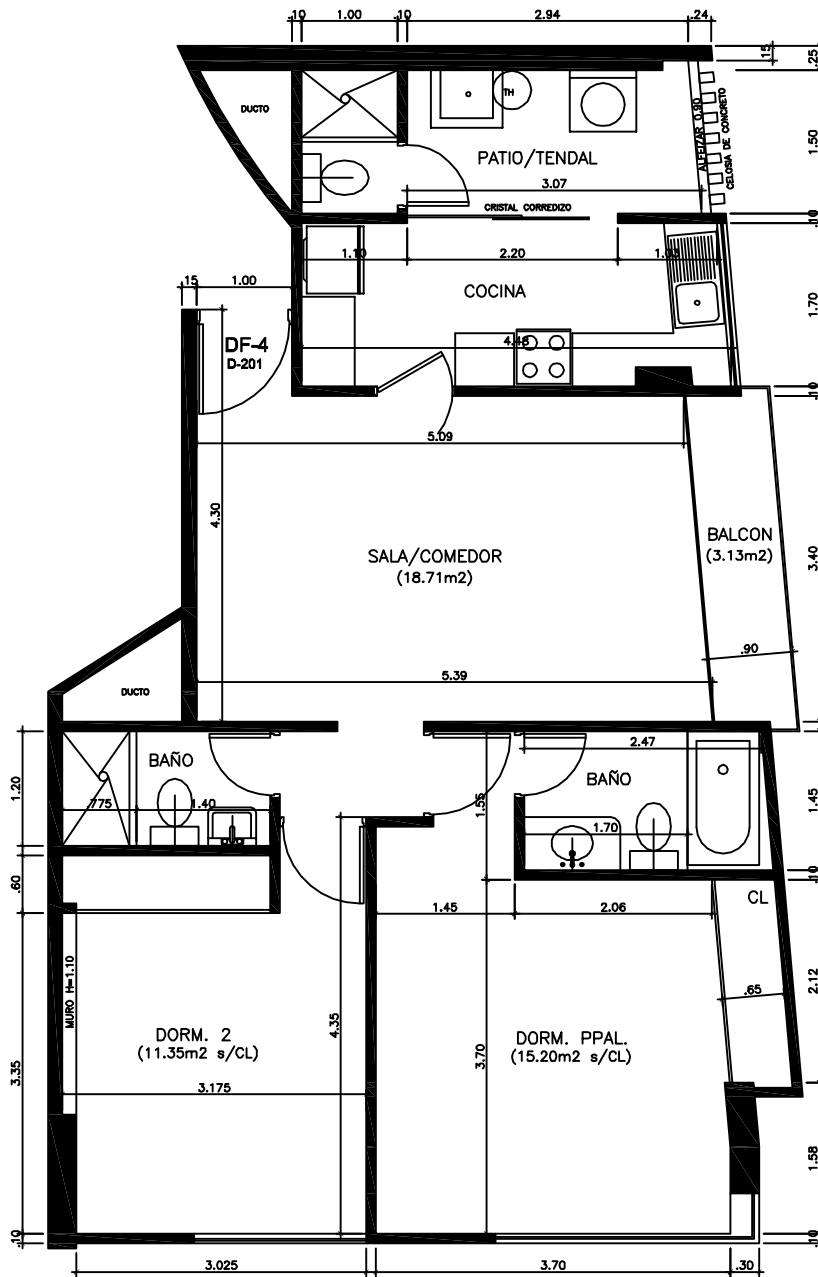 .10 1.00 .10 2.94 .24
.15
.25
DUCTO
TH
ALFEIZAR 0.90
CELOSIA DE CONCRETO
1.50
PATIO/TENDAL
3.07
CRISTAL CORREDIZO
.10
1.10 2.20 1.03
.15 1.00
COCINA
1.70
DF-4
D-201
4.48
.10
5.09
4.30
BALCON
(3.13m2)
SALA/COMEDOR
(18.71m2)
3.40
.90
5.39
DUCTO
2.47
BAÑO
BAÑO
1.20
.775 1.40
1.55
1.70
1.45
.10
.60
CL
1.45 2.06
2.12
.65
MURO H=1.10
4.35
DORM. 2
(11.35m2 s/CL)
DORM. PPAL.
(15.20m2 s/CL)
3.70
3.35
3.175
1.58
.10
.10
3.025 3.70 .30